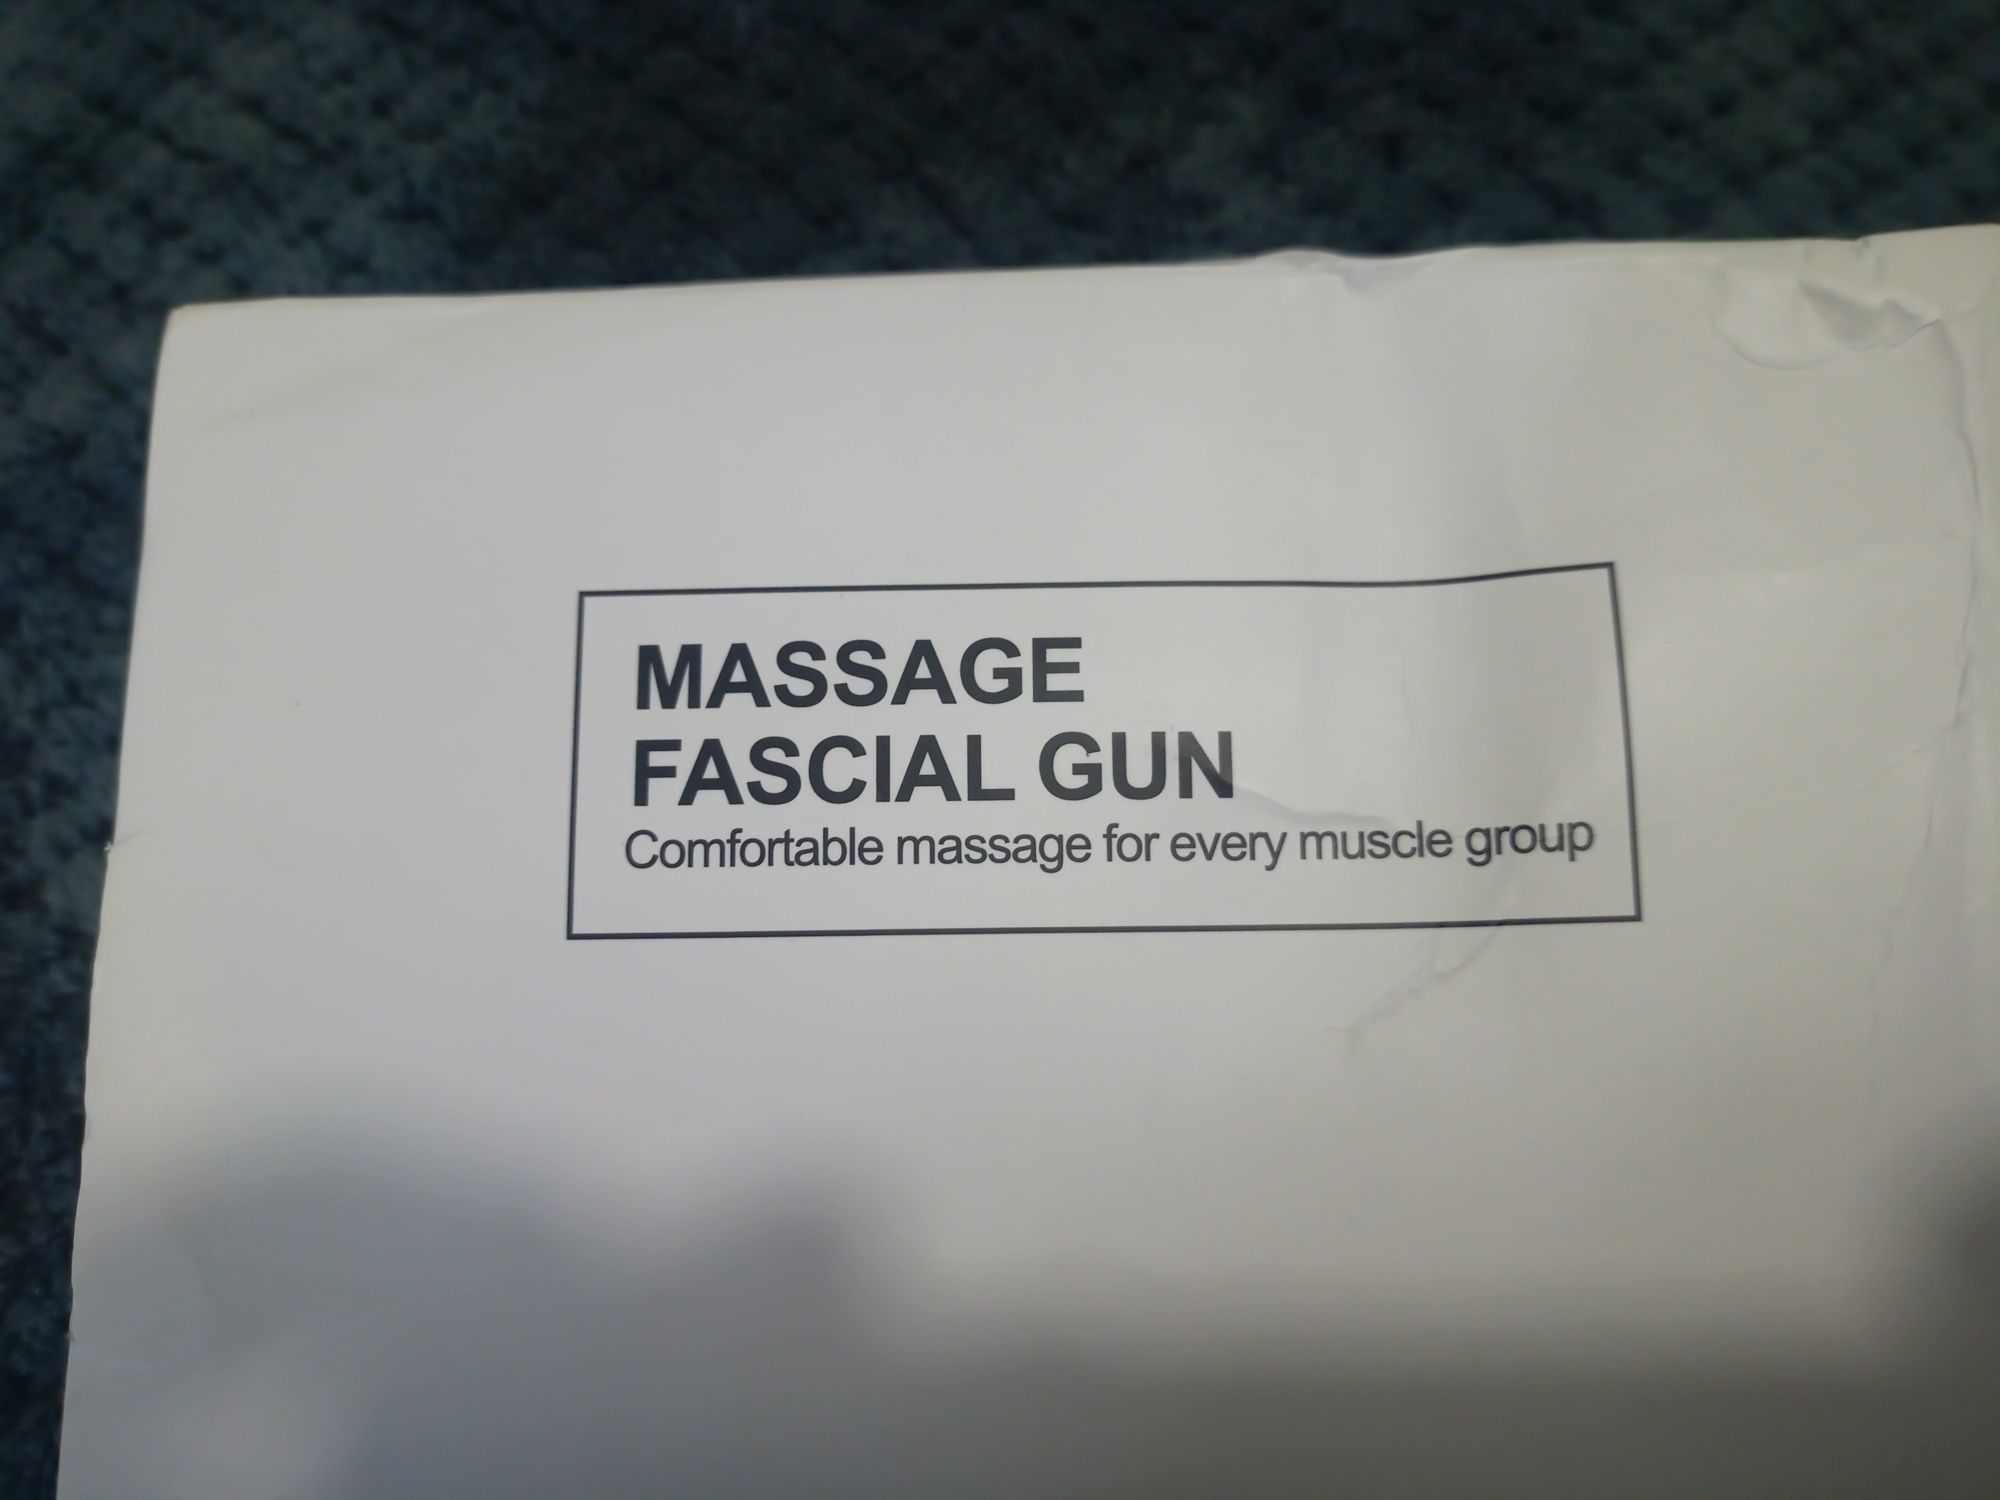 MASSAGE
FASCIAL GUN
Comfortable massage for every muscle group